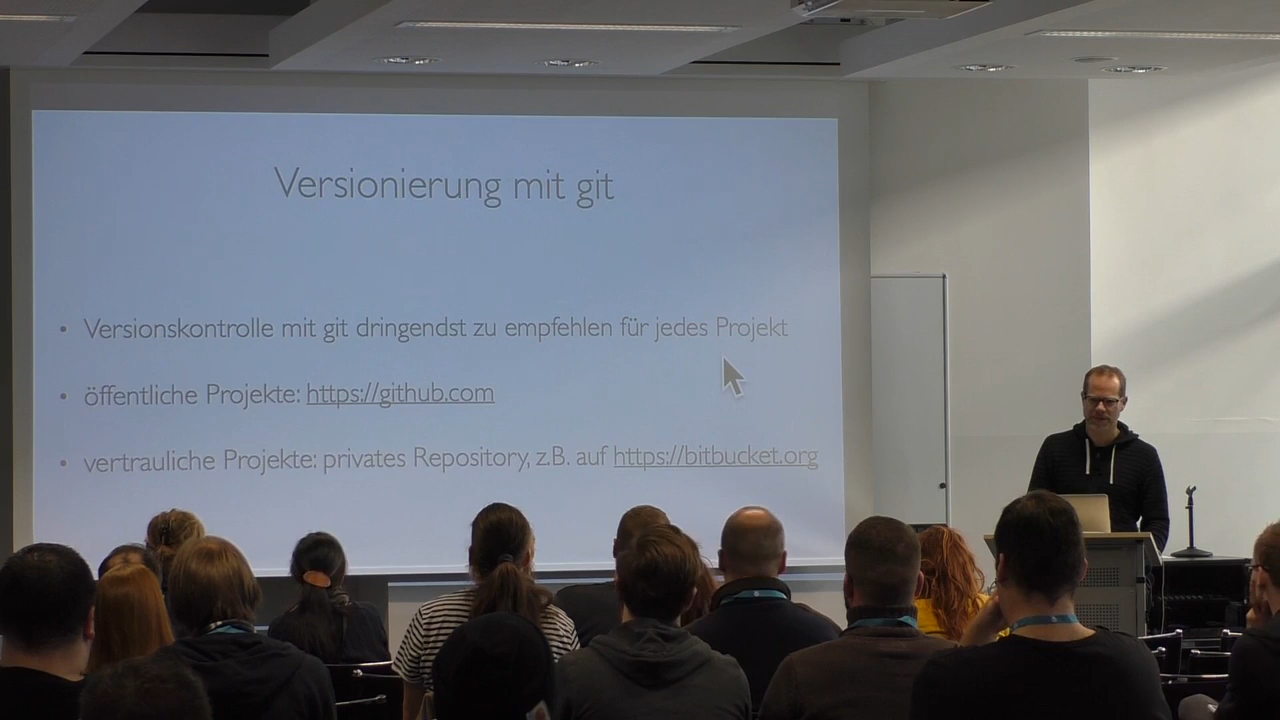 Versionierung mit git
• Versionskontrolle mit git dringendst zu empfehlen für jedes Projekt
• öffentliche Projekte: https://github.com
• vertrauliche Projekte: privates Repository, z.B. auf https://bitbucket.org